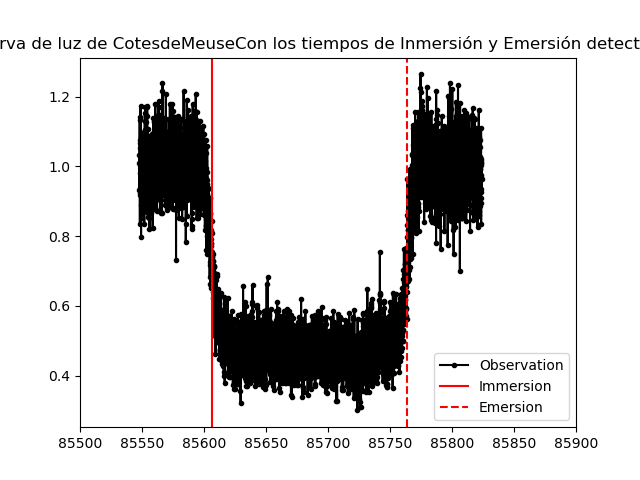 rva de luz de CotesdeMeuseCon los tiempos de Inmersión y Emersión detect
1.2
1.0
0.8
0.6
0.4
Observation
Immersion
Emersion
85500 85550 85600 85650 85700 85750 85800 85850 85900